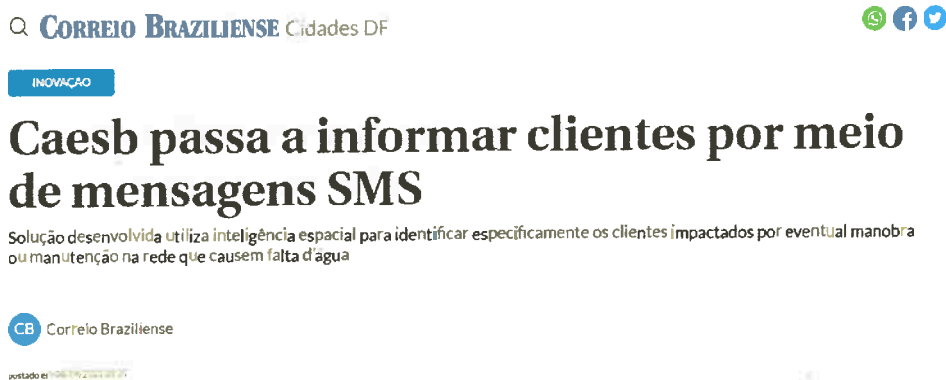 CORREIO BRAZILIENSE Cidades DF
INOVAÇÃO
Caesb passa a informar clientes por meio
de mensagens SMS
Solução desenvolvida utiliza inteligência espacial para identificar especificamente os clientes impactados por eventual manobra
ou manutenção na rede que causem falta d'água
CB Correio Braziliense
postado em